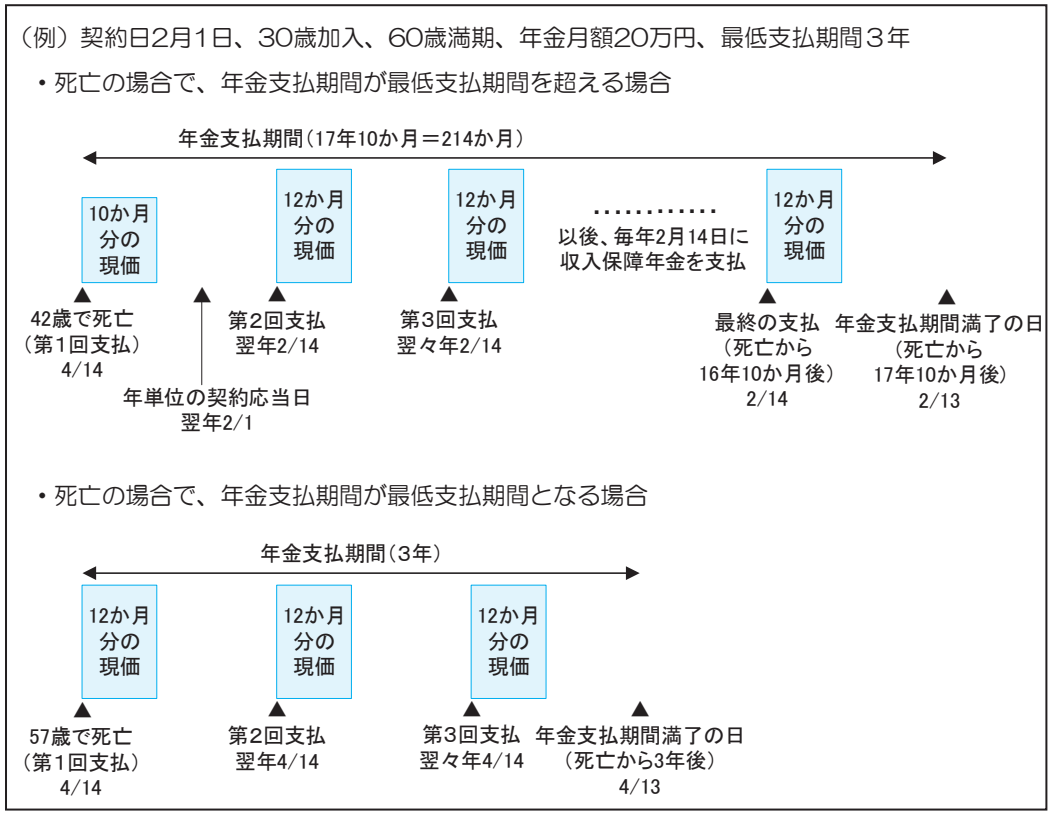 (例)契約日2月1日、30歳加入、60歳満期、年金月額20万円、最低支払期間3年
・死亡の場合で、年金支払期間が最低支払期間を超える場合
年金支払期間(17年10か月=214か月)
10か月
分の
現価
12か月
分の
現価
12か月
分の
現価
…………
以後、毎年2月14日に
収入保障年金を支払
12か月
分の
現価
42歳で死亡
(第1回支払)
4/14
年単位の契約応当日
翌年2/1
第2回支払
翌年2/14
第3回支払
翌々年2/14
最終の支払
(死亡から
16年10か月後)
2/14
年金支払期間満了の日
(死亡から
17年10か月後)
2/13
・死亡の場合で、年金支払期間が最低支払期間となる場合
年金支払期間(3年)
12か月
分の
現価
12か月
分の
現価
12か月
分の
現価
57歳で死亡
(第1回支払)
4/14
第2回支払
翌年4/14
第3回支払
翌々年4/14
年金支払期間満了の日
(死亡から3年後)
4/13